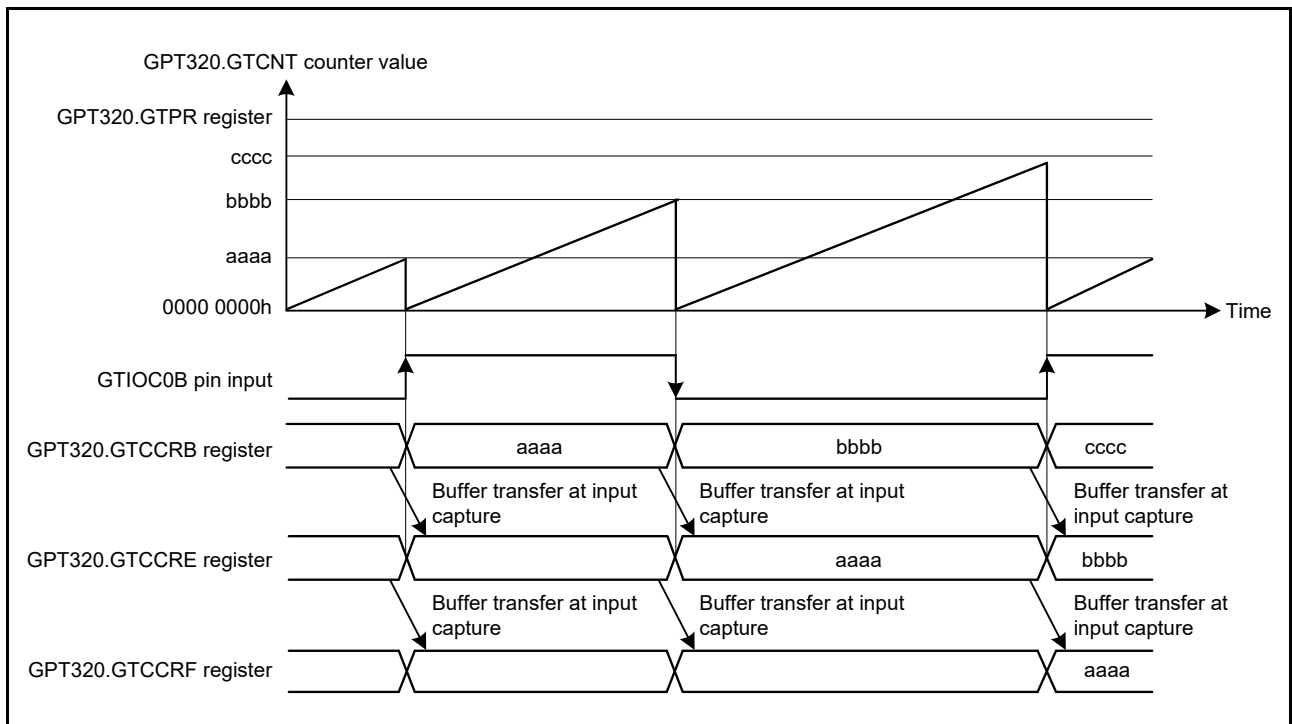 GPT320.GTCNT counter value
GPT320.GTPR register
cccc
bbbb
aaaa
0000 0000h
Time
GTIOC0B pin input
GPT320.GTCCRB register
aaaa
bbbb
cccc
Buffer transfer at input
capture
Buffer transfer at input
capture
Buffer transfer at
input capture
GPT320.GTCCRE register
aaaa
bbbb
Buffer transfer at input
capture
Buffer transfer at input
capture
Buffer transfer at
input capture
GPT320.GTCCRF register
aaaa